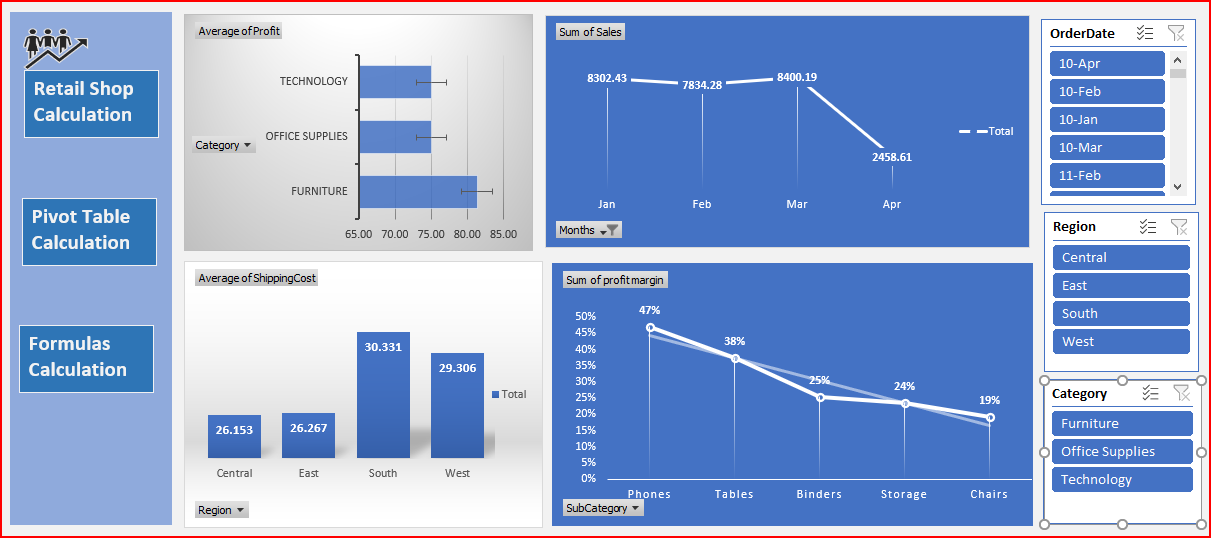 Retail Shop
Calculation
Pivot Table
Calculation
Formulas
Calculation
Average of Profit
TECHNOLOGY
OFFICE SUPPLIES
Category
FURNITURE
65.00 70.00 75.00 80.00 85.00
Sum of Sales
8302.43 7834.28 8400.19
2458.61
Total
Jan Feb Mar Apr
Months
Average of ShippingCost
30.331
29.306
26.153 26.267
Total
Central East South West
Region
Sum of profit margin
50%
45%
40%
35%
30%
25%
20%
15%
10%
5%
0%
47%
38%
25%
24%
19%
Phones Tables Binders Storage Chairs
SubCategory
OrderDate
10-Apr
10-Feb
10-Jan
10-Mar
11-Feb
Region
Central
East
South
West
Category
Furniture
Office Supplies
Technology